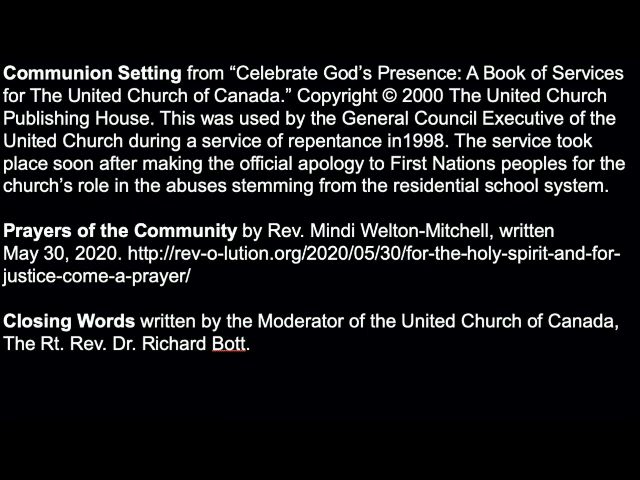 Communion Setting from “Celebrate God’s Presence: A Book of Services
for The United Church of Canada.” Copyright © 2000 The United Church
Publishing House. This was used by the General Council Executive of the
United Church during a service of repentance in1998. The service took
place soon after making the official apology to First Nations peoples for the
church’s role in the abuses stemming from the residential school system.
Prayers of the Community by Rev. Mindi Welton-Mitchell, written
May 30, 2020. http://rev-o-lution.org/2020/05/30/for-the-holy-spirit-and-for-
justice-come-a-prayer/
Closing Words written by the Moderator of the United Church of Canada,
The Rt. Rev. Dr. Richard Bott.